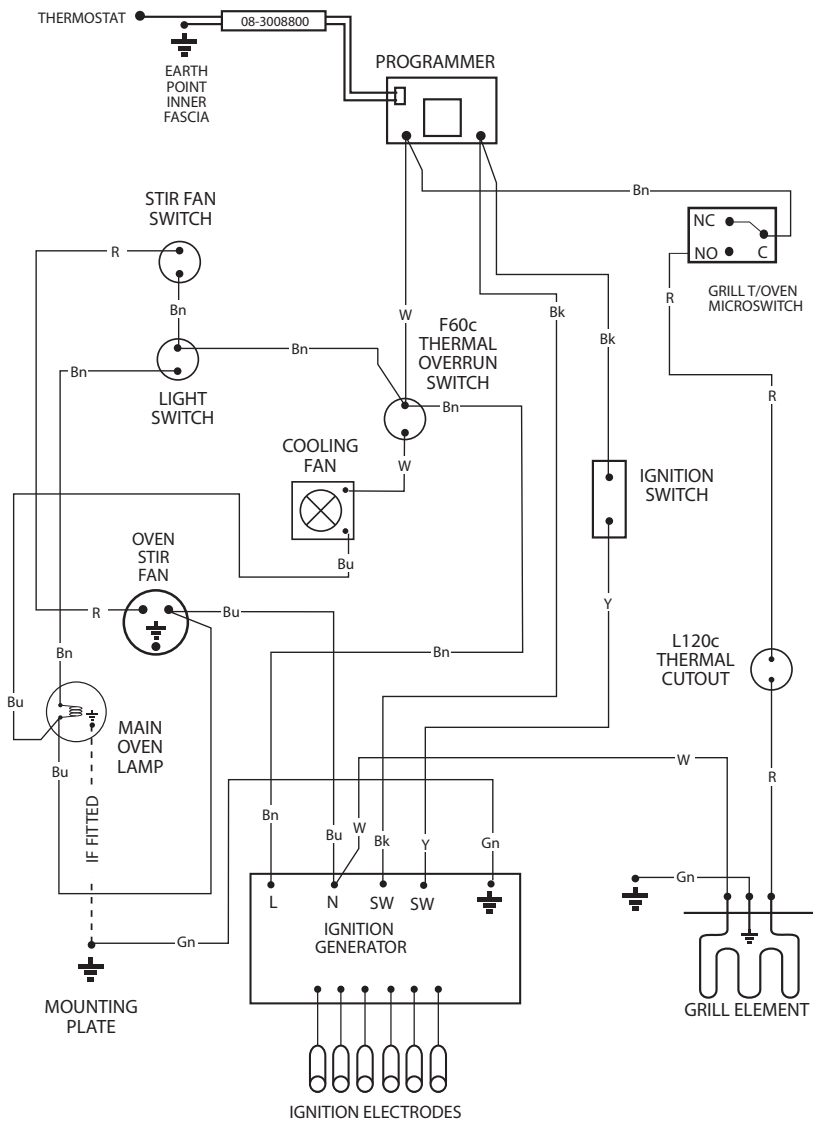 THERMOSTAT
08-3008800
EARTH
POINT
INNER
FASCIA
PROGRAMMER
STIR FAN
SWITCH
R
Bn
Bn
NC
NO
C
GRILL T/OVEN
MICROSWITCH
R
W
F60c
THERMAL
OVERRUN
SWITCH
Bk
Bk
Bn
Bn
LIGHT
SWITCH
Bn
R
COOLING
FAN
W
IGNITION
SWITCH
OVEN
STIR
FAN
Bu
R
Bu
Y
Bn
Bn
L120c
THERMAL
CUTOUT
Bu
MAIN
OVEN
LAMP
Bu
IF FITTED
W
R
Bn
Bu
W
Bk
Y
Gn
L
N
SW
SW
IGNITION
GENERATOR
Gn
Gn
MOUNTING
PLATE
GRILL ELEMENT
IGNITION ELECTRODES